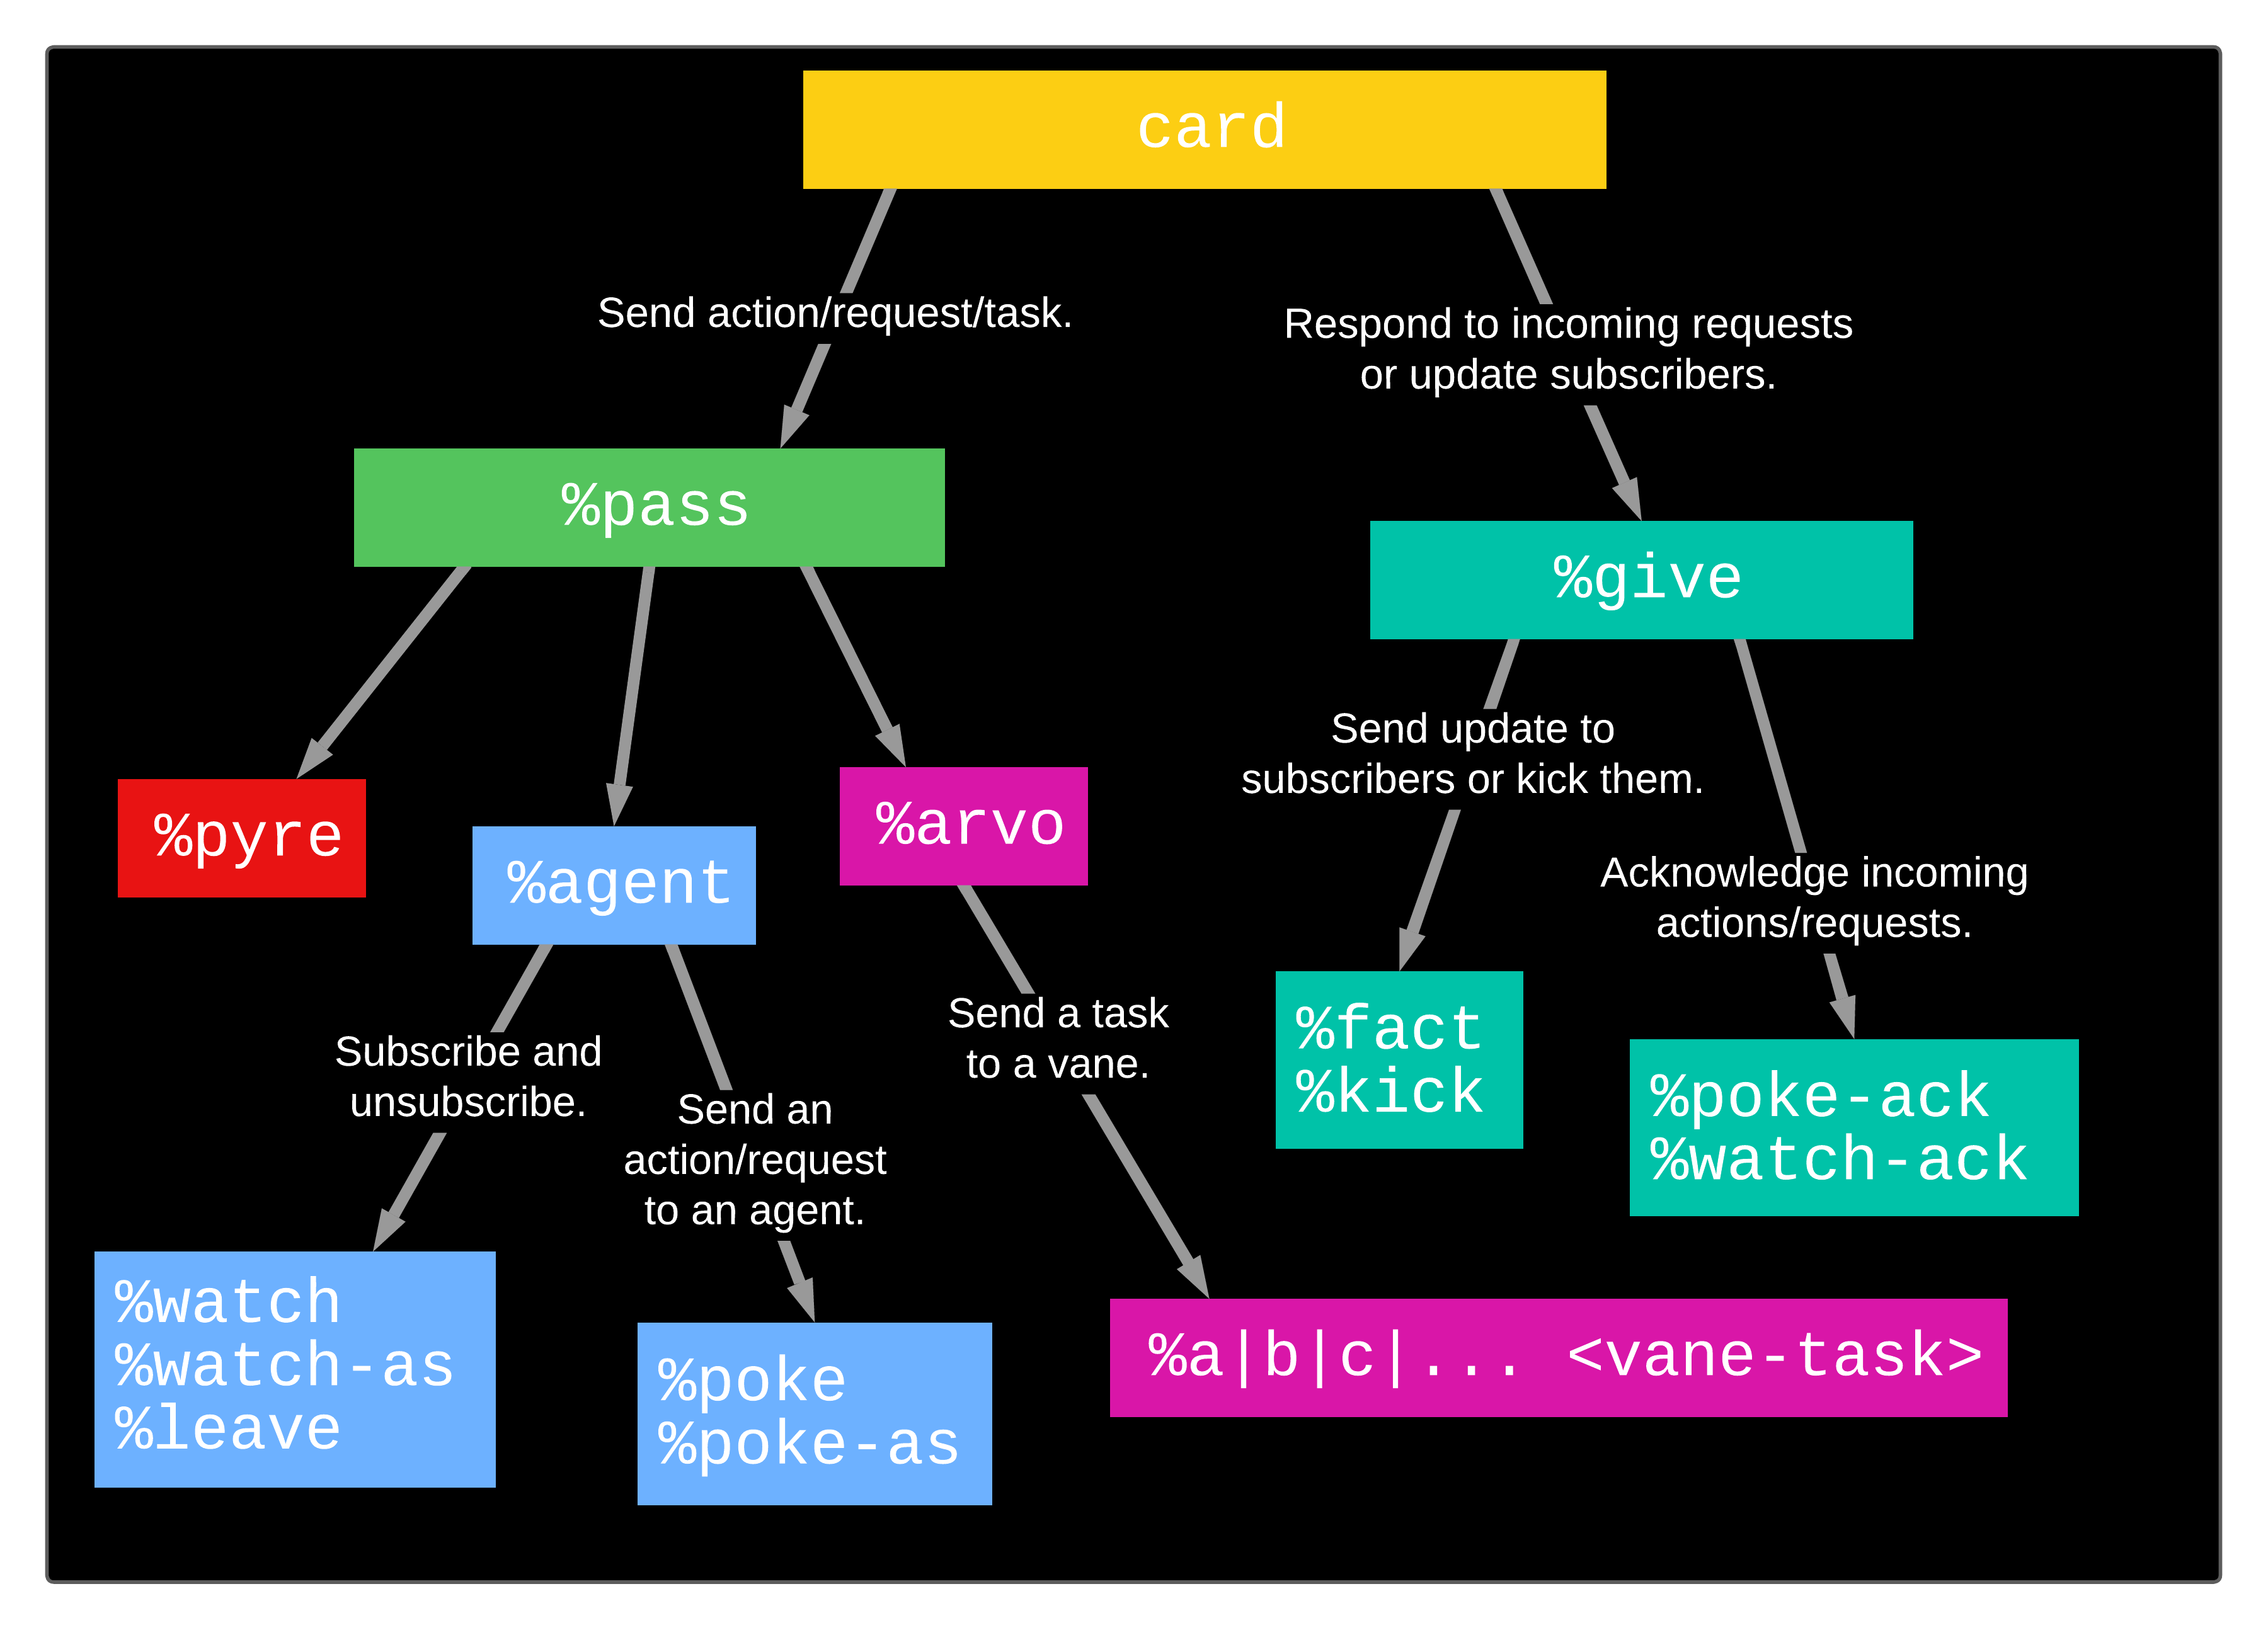 card
Send action/request/task.
Respond to incoming requests
or update subscribers.
%pass
%give
Send update to
subscribers or kick them.
%pyre
%agent
%arvo
Acknowledge incoming
actions/requests.
Subscribe and
unsubscribe.
Send an
action/request
to an agent.
Send a task
to a vane.
%fact
%kick
%poke-ack
%watch-ack
%watch
%watch-as
%leave
%poke
%poke-as
%a|b|c|... <vane-task>